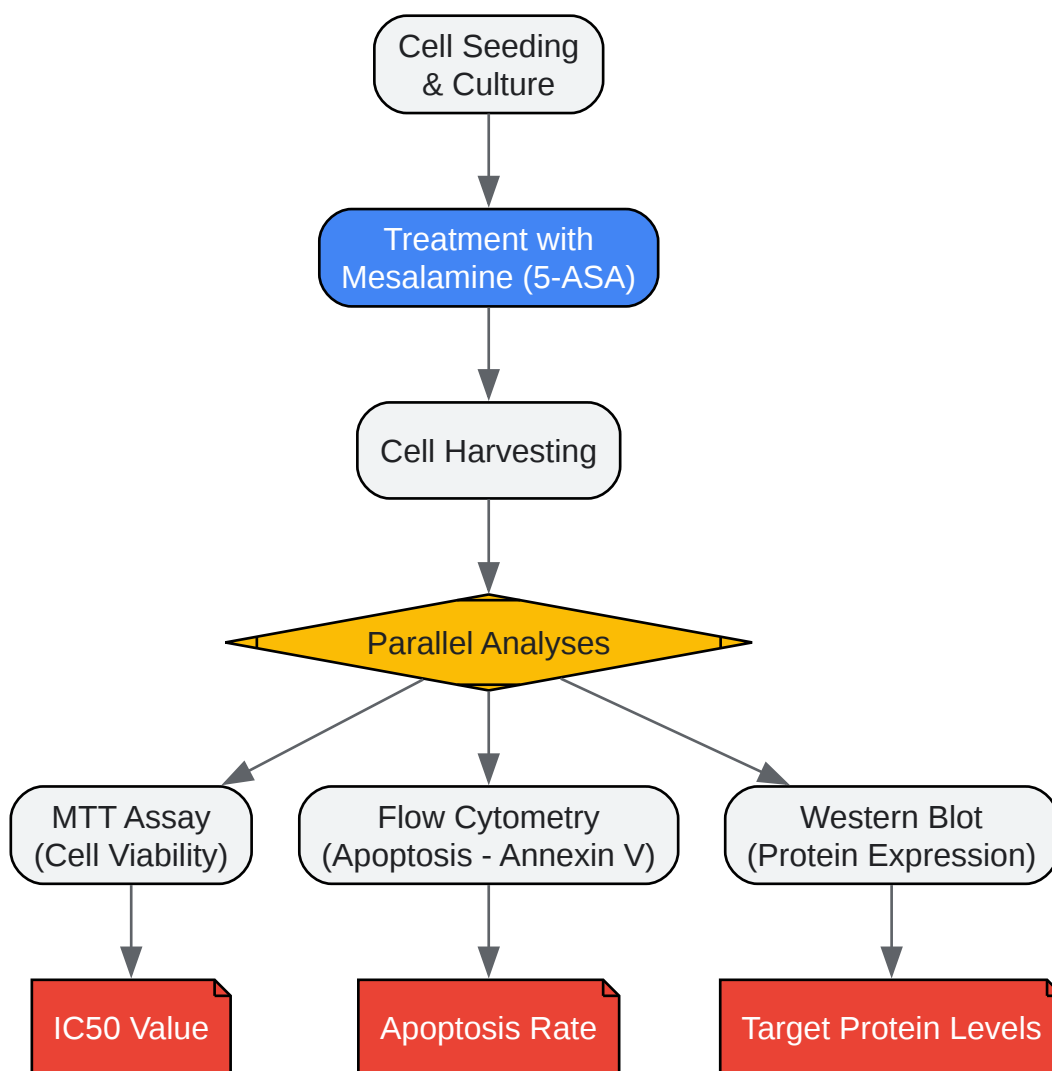 Cell Seeding
& Culture
Treatment with
Mesalamine (5-ASA)
Cell Harvesting
Parallel Analyses
MTT Assay
(Cell Viability)
Flow Cytometry
(Apoptosis - Annexin V)
Western Blot
(Protein Expression)
IC50 Value
Apoptosis Rate
Target Protein Levels